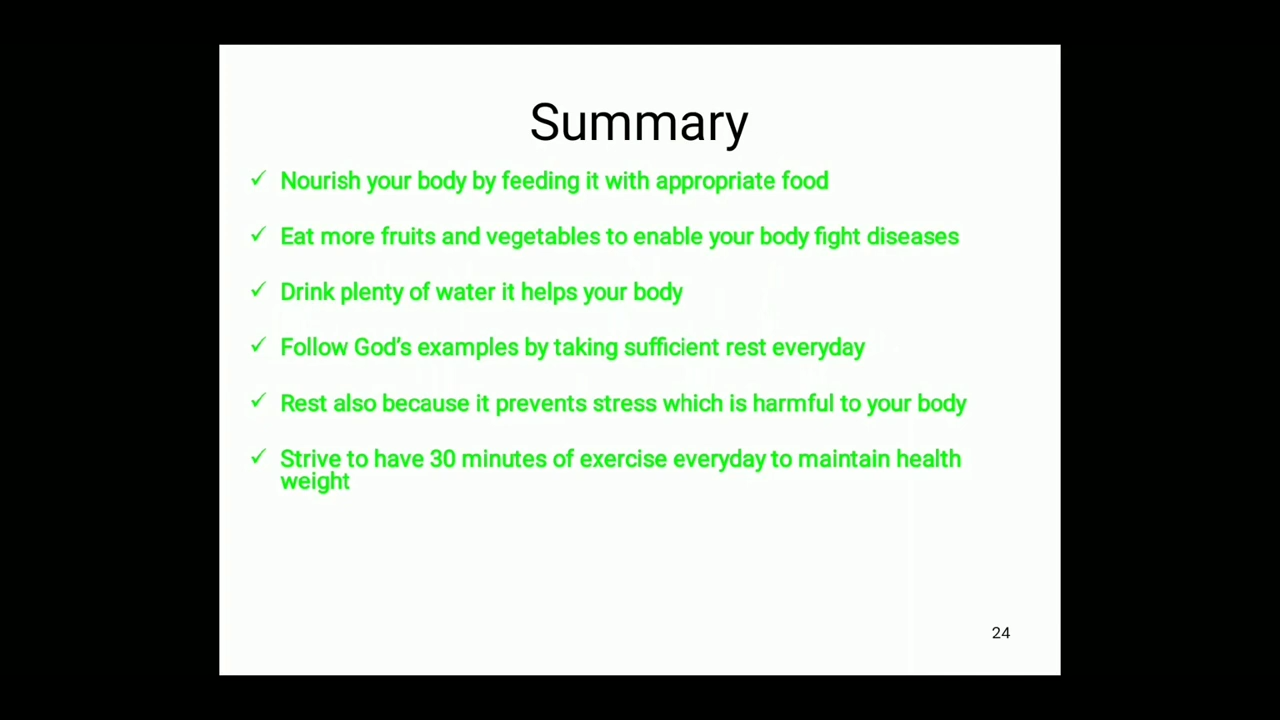 Summary
✓ Nourish your body by feeding it with appropriate food
✓ Eat more fruits and vegetables to enable your body fight diseases
✓ Drink plenty of water it helps your body
✓ Follow God's examples by taking sufficient rest everyday
✓ Rest also because it prevents stress which is harmful to your body
✓ Strive to have 30 minutes of exercise everyday to maintain health
weight
24